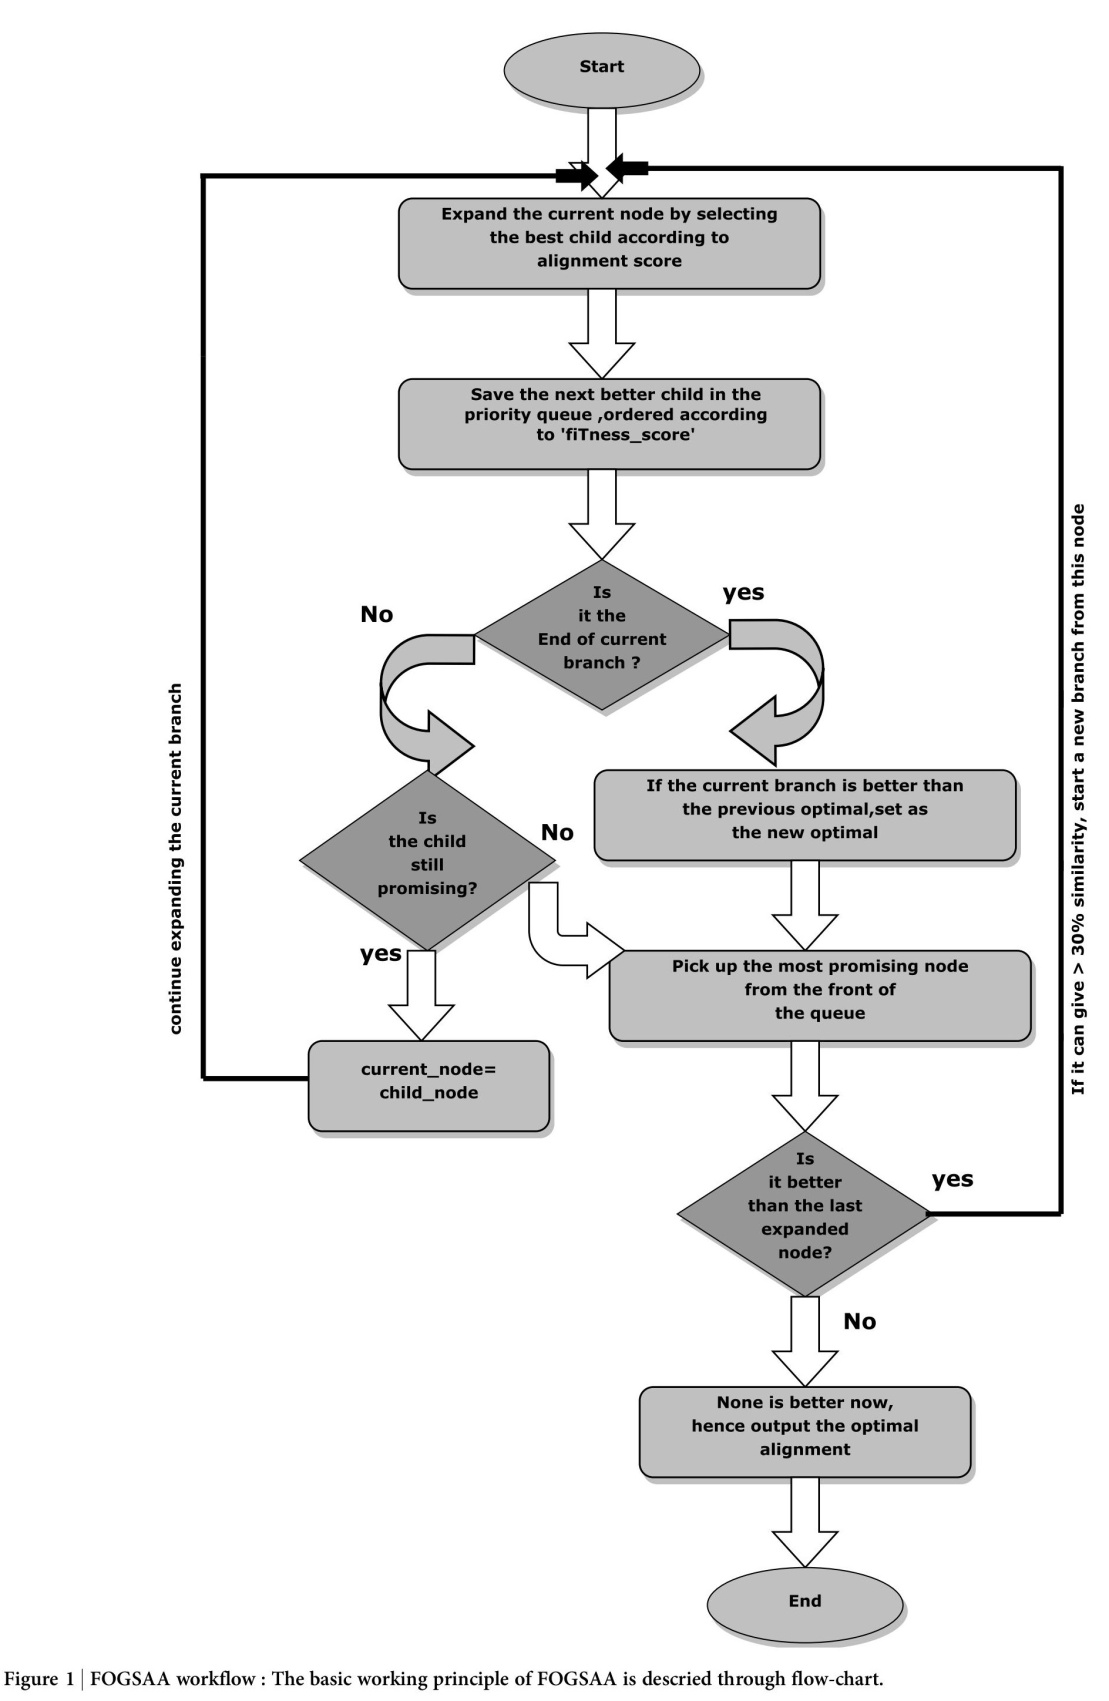 Start
Expand the current node by selecting
the best child according to
alignment score
Save the next better child in the
priority queue ,ordered according
to 'fiTness_score'
Is
it the
End of current
branch ?
No
yes
Is
the child
still
promising?
No
yes
If the current branch is better than
the previous optimal,set as
the new optimal
Pick up the most promising node
from the front of
the queue
current_node=
child_node
continue expanding the current branch
If it can give > 30% similarity, start a new branch from this node
Is
it better
than the last
expanded
node?
yes
No
None is better now,
hence output the optimal
alignment
End
Figure 1 | FOGSAA workflow : The basic working principle of FOGSAA is descried through flow-chart.